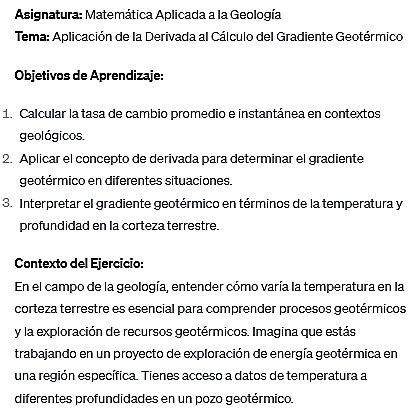 Asignatura: Matemática Aplicada a la Geología
Tema: Aplicación de la Derivada al Cálculo del Gradiente Geotérmico
Objetivos de Aprendizaje:
1. Calcular la tasa de cambio promedio e instantánea en contextos
geológicos.
2. Aplicar el concepto de derivada para determinar el gradiente
geotérmico en diferentes situaciones.
3. Interpretar el gradiente geotérmico en términos de la temperatura y
profundidad en la corteza terrestre.
Contexto del Ejercicio:
En el campo de la geología, entender cómo varía la temperatura en la
corteza terrestre es esencial para comprender procesos geotérmicos
y la exploración de recursos geotérmicos. Imagina que estás
trabajando en un proyecto de exploración de energía geotérmica en
una región específica. Tienes acceso a datos de temperatura a
diferentes profundidades en un pozo geotérmico.